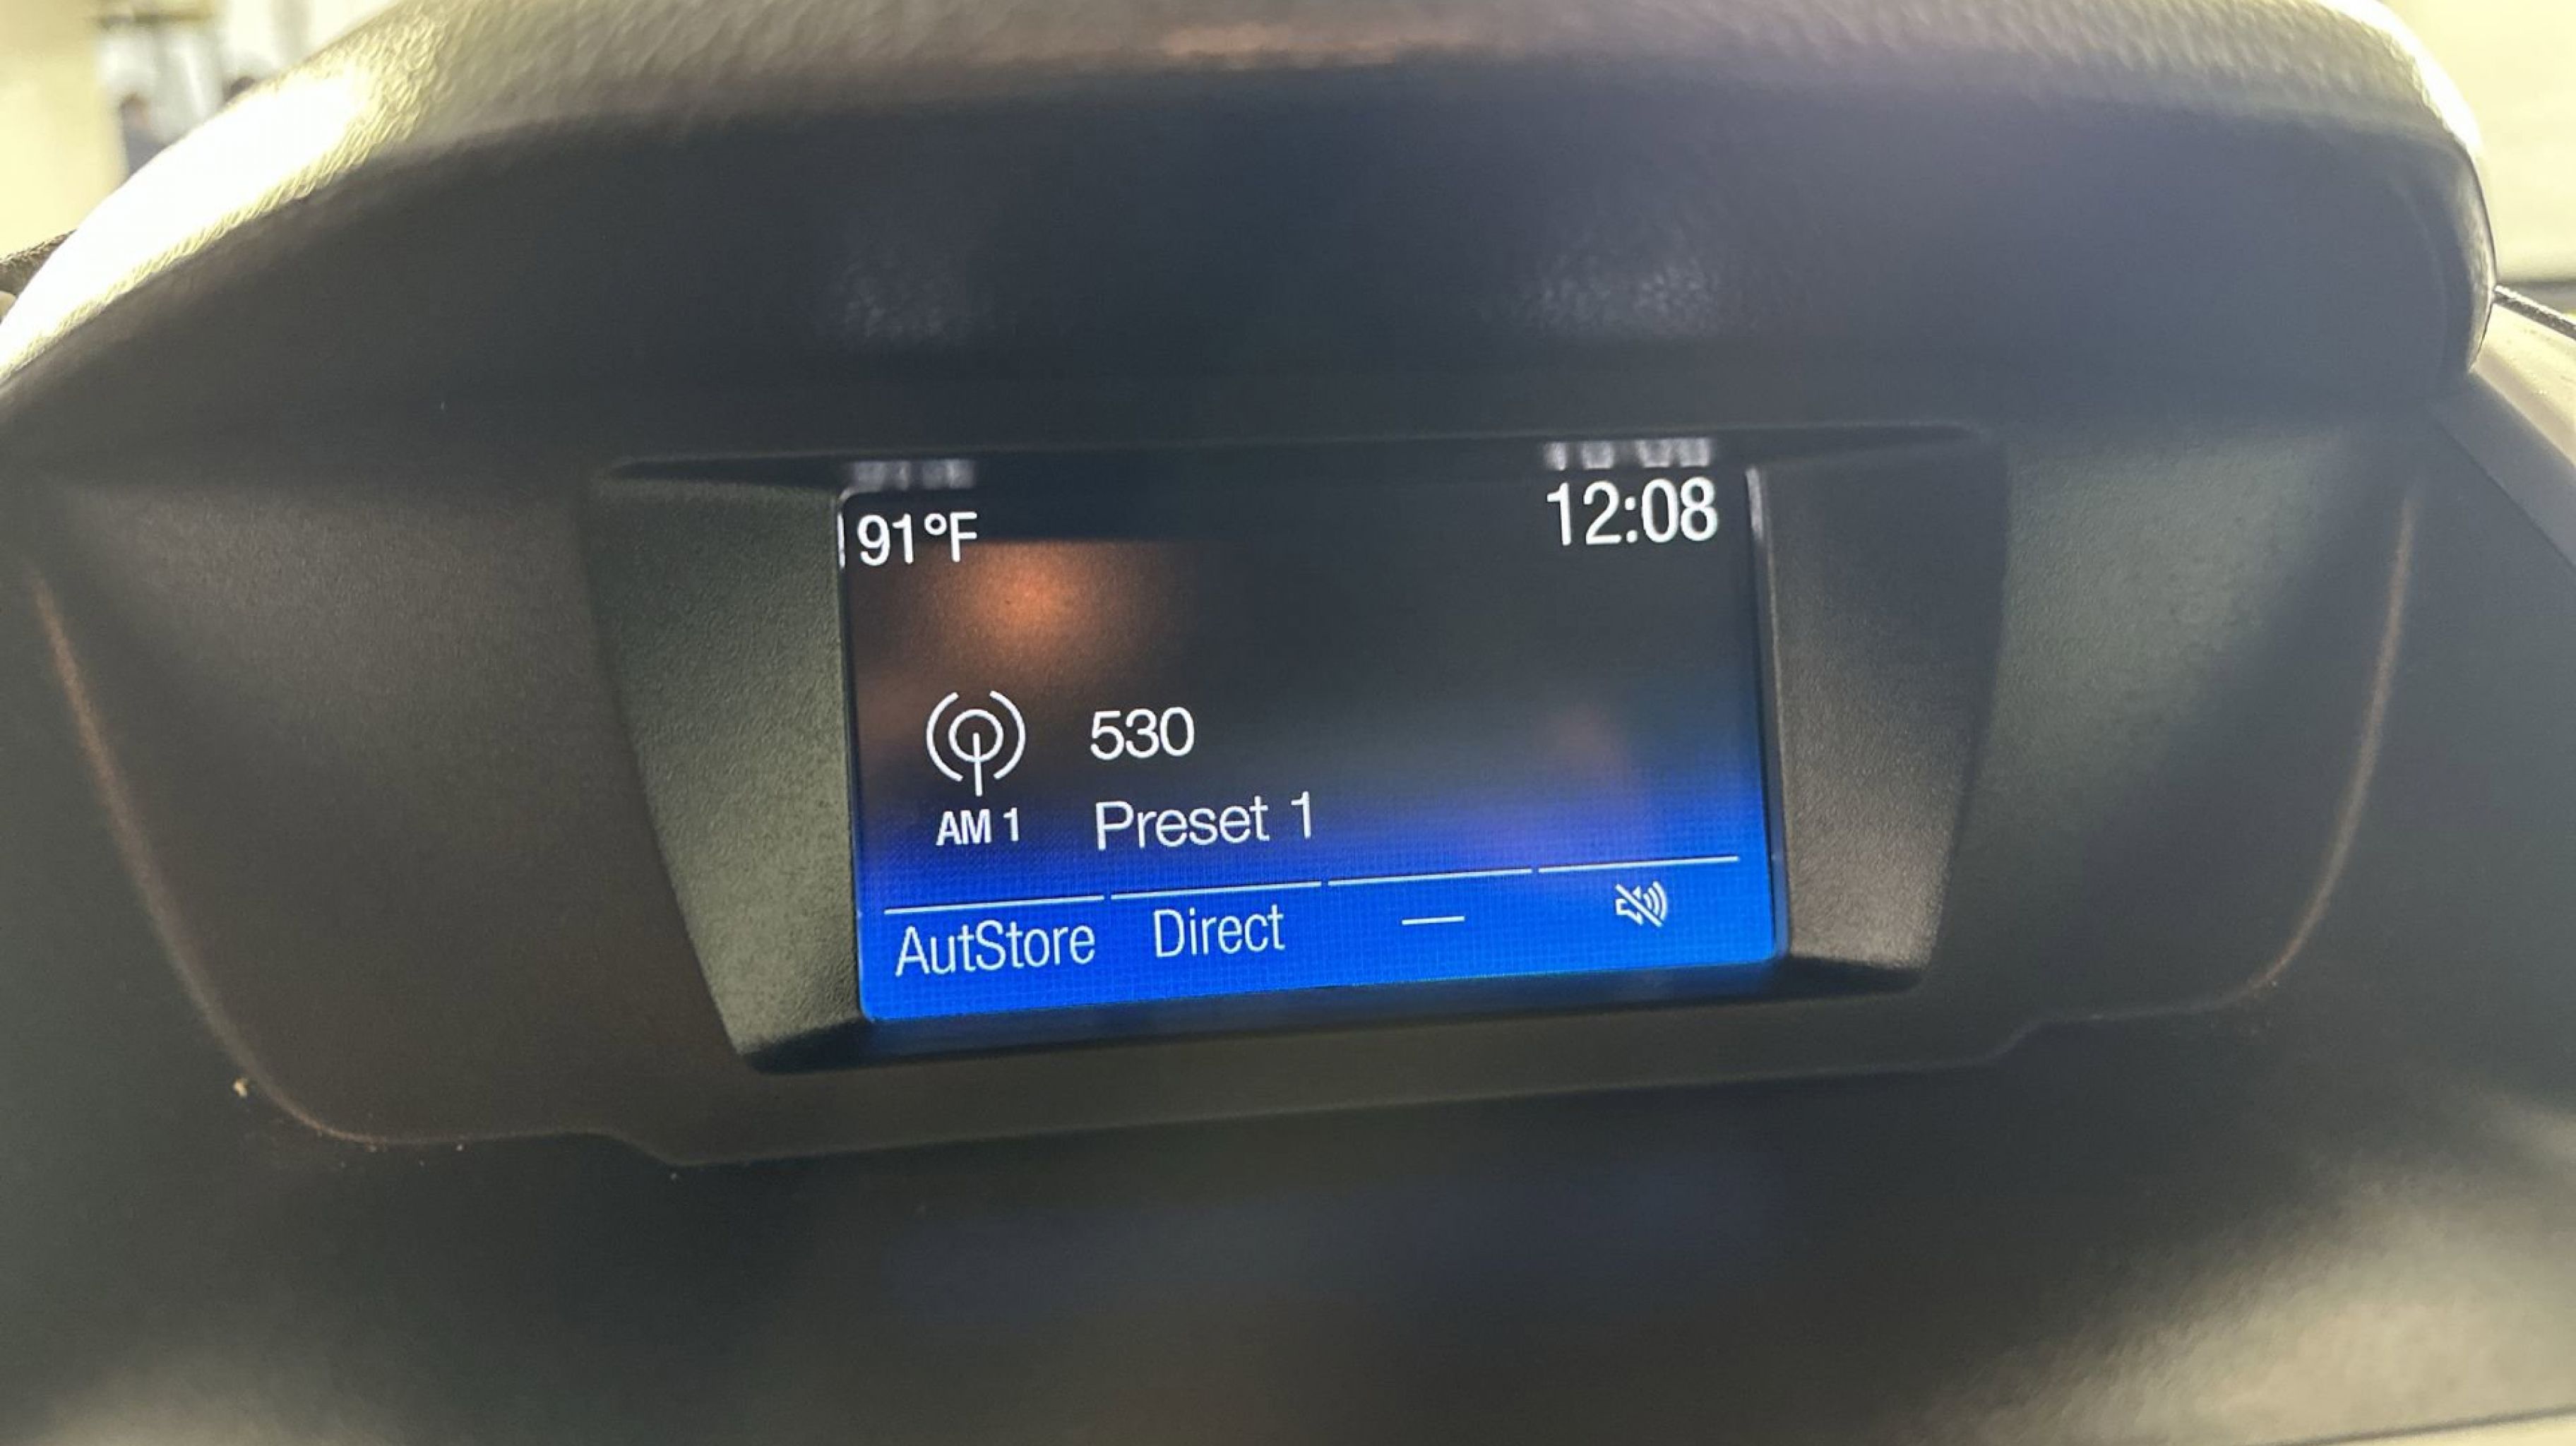 91°F 12:08
530
AM 1 Preset 1
AutStore Direct —